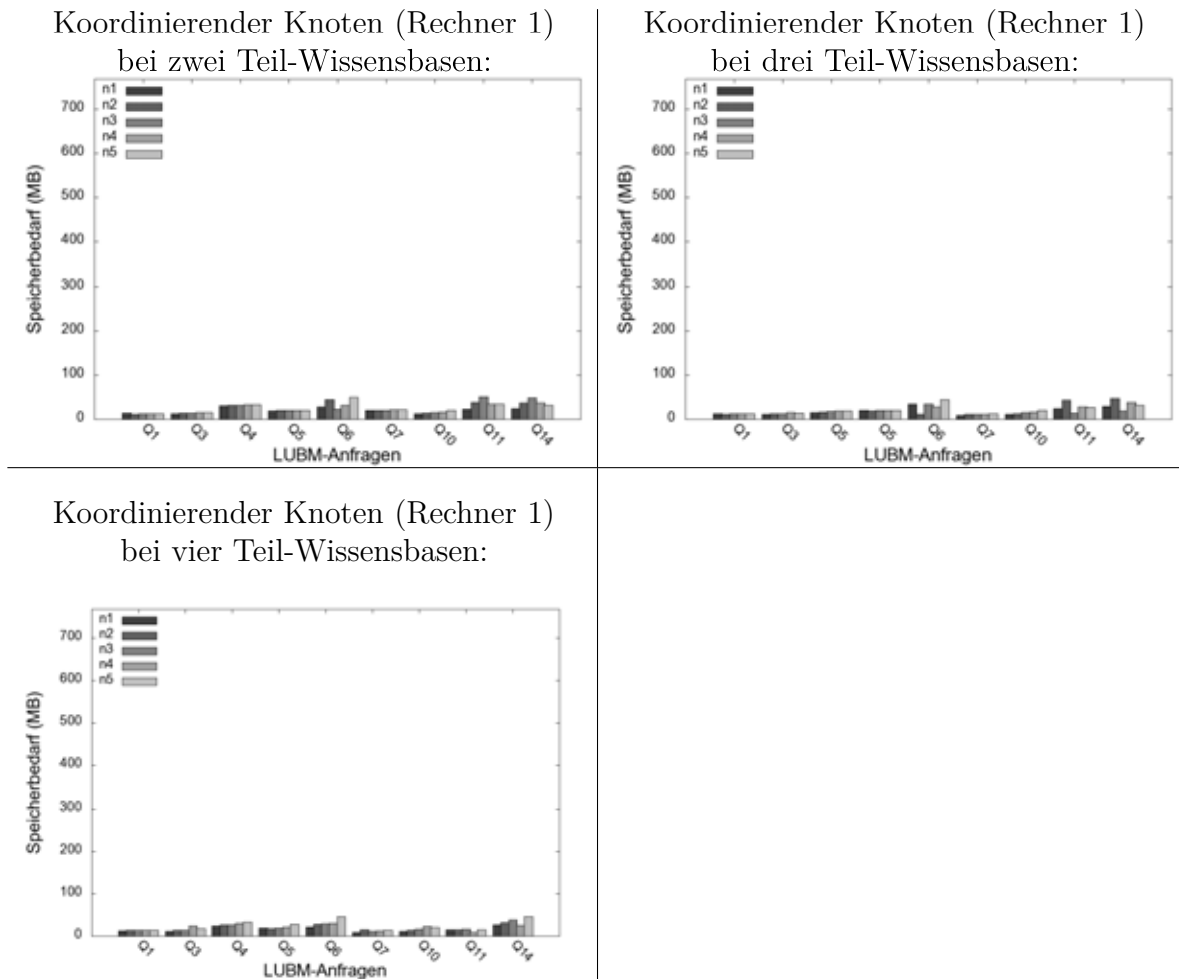 Koordinierender Knoten (Rechner 1)
bei zwei Teil-Wissensbasen:
n1
n2
n3
n4
n5
700
600
500
400
300
200
100
0
Speicherbedarf (MB)
Q1 Q3 Q4 Q5 Q6 Q7 Q10 Q11 Q14
LUBM-Anfragen
Koordinierender Knoten (Rechner 1)
bei drei Teil-Wissensbasen:
n1
n2
n3
n4
n5
700
600
500
400
300
200
100
0
Speicherbedarf (MB)
Q1 Q3 Q5 Q5 Q6 Q7 Q10 Q11 Q14
LUBM-Anfragen
Koordinierender Knoten (Rechner 1)
bei vier Teil-Wissensbasen:
n1
n2
n3
n4
n5
700
600
500
400
300
200
100
0
Speicherbedarf (MB)
Q1 Q3 Q4 Q5 Q6 Q7 Q10 Q11 Q14
LUBM-Anfragen